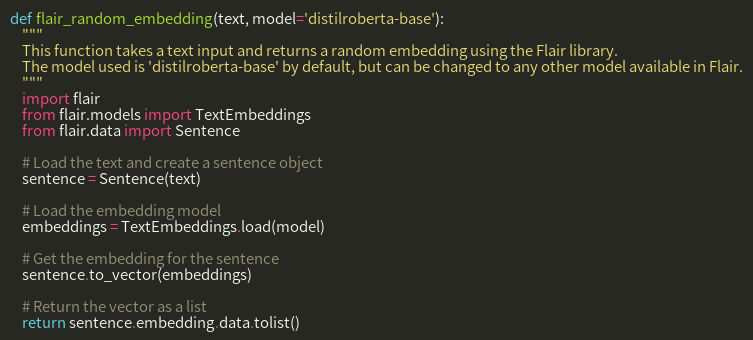 def flair_random_embedding(text, model='distilroberta-base'):
"""
This function takes a text input and returns a random embedding using the Flair library.
The model used is 'distilroberta-base' by default, but can be changed to any other model available in Flair.
"""
import flair
from flair.models import TextEmbeddings
from flair.data import Sentence
# Load the text and create a sentence object
sentence = Sentence(text)
# Load the embedding model
embeddings = TextEmbeddings.load(model)
# Get the embedding for the sentence
sentence.to_vector(embeddings)
# Return the vector as a list
return sentence.embedding.data.tolist()